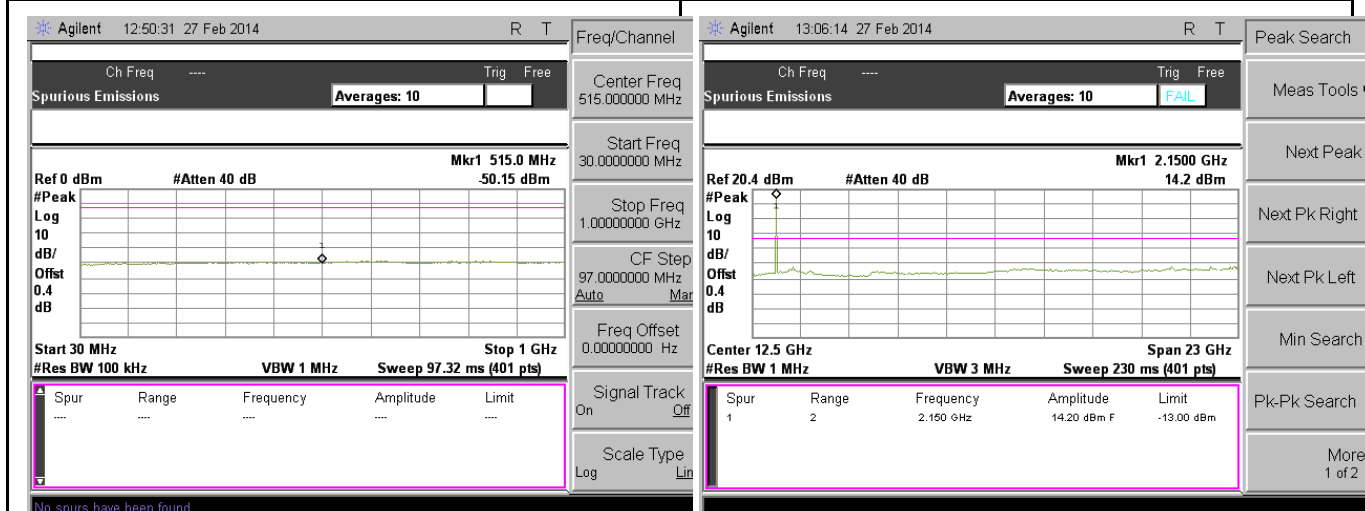 Agilent 12:50:31 27 Feb 2014 R T
Freq/Channel
Ch Freq ---- Trig Free
Spurious Emissions Averages: 10
Center Freq
515.000000 MHz
Start Freq
30.0000000 MHz
Mkr1 515.0 MHz
Ref 0 dBm #Atten 40 dB -50.15 dBm
#Peak
Log
10
dB/
Offst
0.4
dB
1
Stop Freq
1.00000000 GHz
CF Step
97.0000000 MHz
Auto Man
Freq Offset
0.00000000 Hz
Start 30 MHz Stop 1 GHz
#Res BW 100 kHz VBW 1 MHz Sweep 97.32 ms (401 pts)
Spur Range Frequency Amplitude Limit
---- ---- ---- ---- ----
Signal Track
On Off
Scale Type
Log Lin
No spurs have been found
Agilent 13:06:14 27 Feb 2014 R T
Peak Search
Ch Freq ---- Trig Free
Spurious Emissions Averages: 10 FAIL
Meas Tools
Next Peak
Mkr1 2.1500 GHz
Ref 20.4 dBm #Atten 40 dB 14.2 dBm
#Peak
Log
10
dB/
Offst
0.4
dB
1
Next Pk Right
Next Pk Left
Min Search
Center 12.5 GHz Span 23 GHz
#Res BW 1 MHz VBW 3 MHz Sweep 230 ms (401 pts)
Spur Range Frequency Amplitude Limit
1 2 2.150 GHz 14.20 dBm F -13.00 dBm
Pk-Pk Search
More
1 of 2